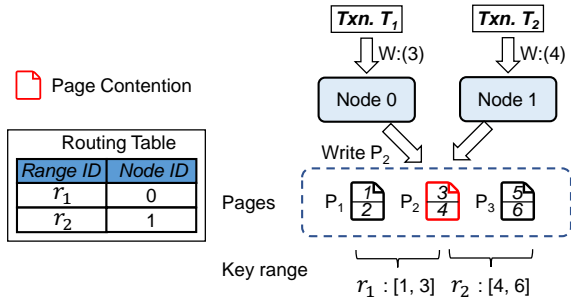 Txn. T1
Txn. T2
W:(3)
W:(4)
Page Contention
Node 0
Node 1
Routing Table
Range ID Node ID
r1 0
r2 1
Write P2
Pages
P1 1 2
P2 3 4
P3 5 6
Key range
r1 : [1, 3]
r2 : [4, 6]